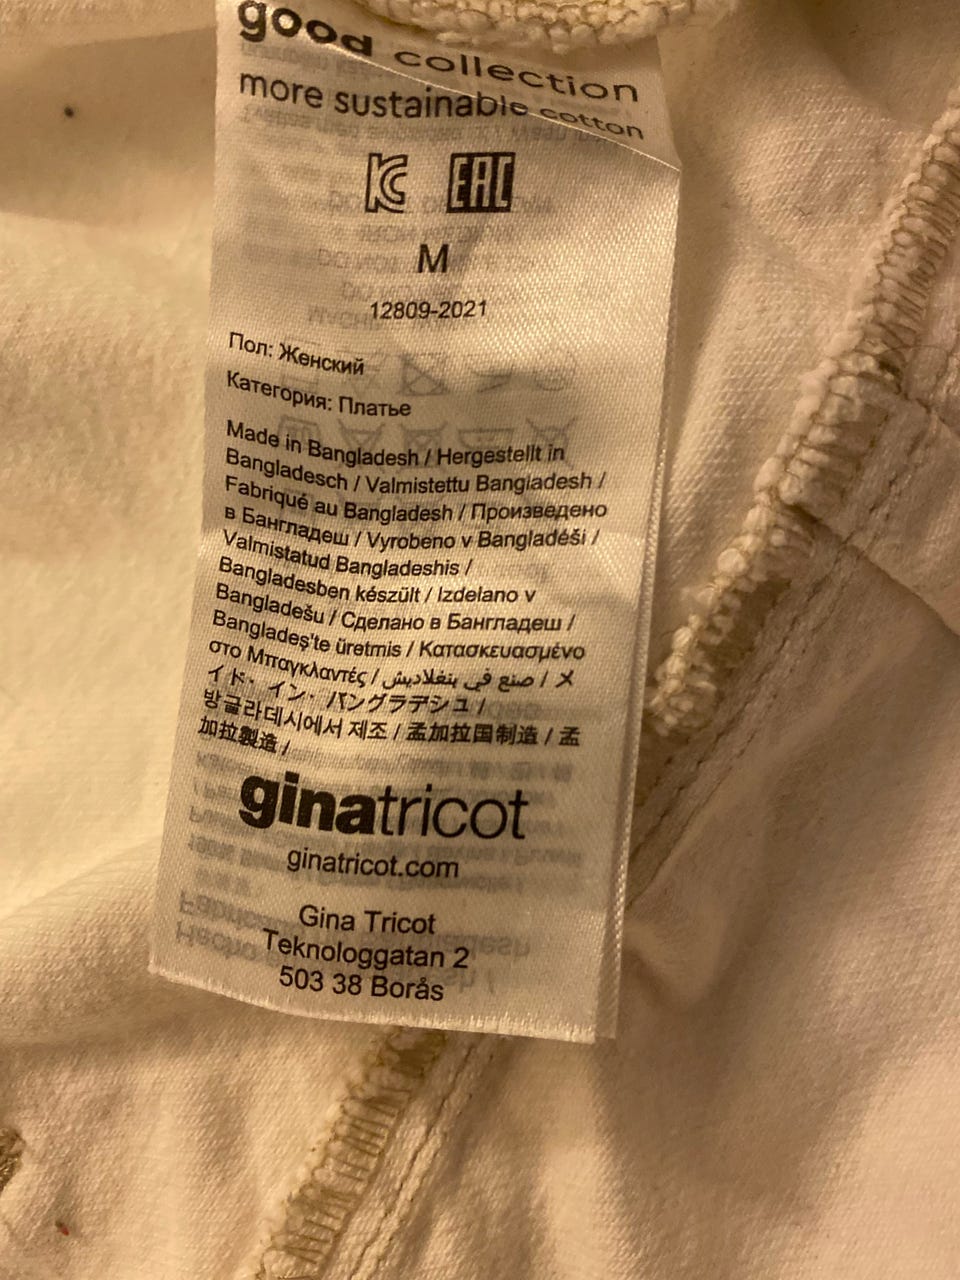 good collection
more sustainable cotton
EAC
M
12809-2021
Пол: Женский
Категория: Платье
Made in Bangladesh / Hergestellt in
Bangladesch / Valmistettu Bangladesh /
Fabriqué au Bangladesh / Произведено
в Бангладеш / Vyrobeno v Bangladéši /
Valmistatud Bangladeshis /
Bangladesben készült / Izdelano v
Bangladešu / Сделано в Бангладеш /
Bangladeş'te üretmis / Κατασκευασμένο
στο Μπαγκλαντές / صنع في بنغلاديش / メ
イド・イン・バングラデシュ /
방글라데시에서 제조 / 孟加拉国制造 / 孟
加拉製造 /
ginatricot
ginatricot.com
Gina Tricot
Teknologgatan 2
503 38 Borås